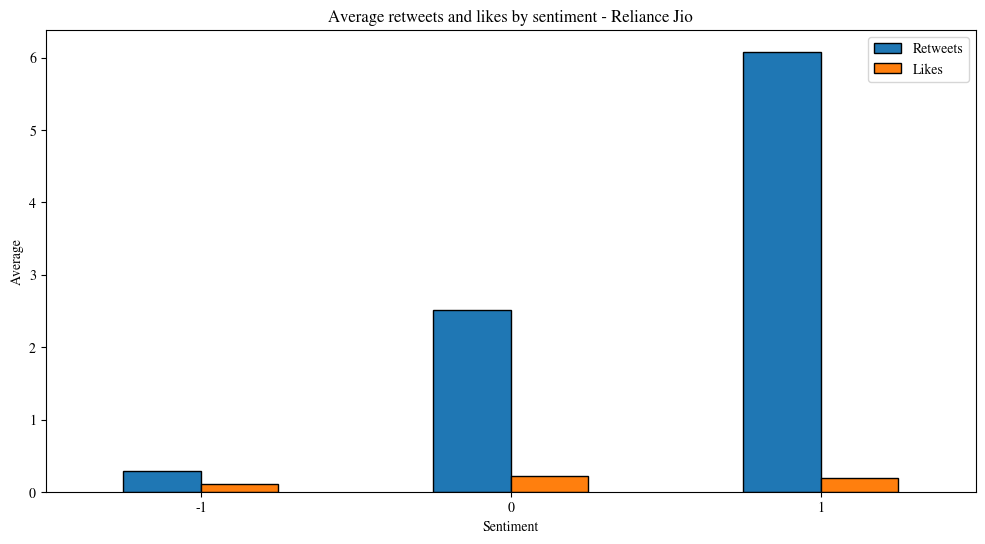 Average retweets and likes by sentiment - Reliance Jio
Retweets
Likes
6
5
4
3
2
1
0
Average
-1
0
1
Sentiment